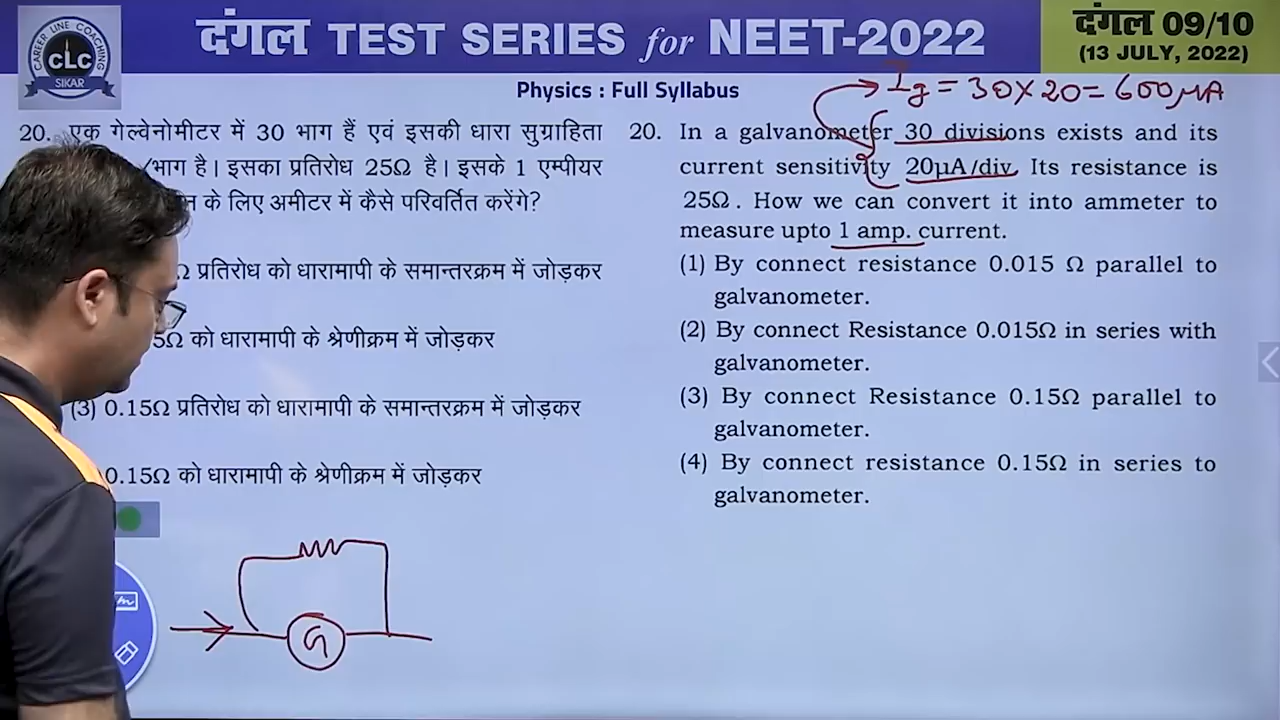 CAREER LINE COACHING
CLC
SIKAR
दंगल TEST SERIES for NEET-2022
दंगल 09/10
(13 JULY, 2022)
Physics : Full Syllabus
Ig = 30×20 = 600μA
20. एक गेल्वेनोमीटर में 30 भाग हैं एवं इसकी धारा सुग्राहिता
/भाग है। इसका प्रतिरोध 25Ω है। इसके 1 एम्पीयर
के लिए अमीटर में कैसे परिवर्तित करेंगे?
Ω प्रतिरोध को धारामापी के समान्तरक्रम में जोड़कर
5Ω को धारामापी के श्रेणीक्रम में जोड़कर
(3) 0.15Ω प्रतिरोध को धारामापी के समान्तरक्रम में जोड़कर
0.15Ω को धारामापी के श्रेणीक्रम में जोड़कर
G
20. In a galvanometer 30 divisions exists and its
current sensitivity 20μA/div. Its resistance is
25Ω. How we can convert it into ammeter to
measure upto 1 amp. current.
(1) By connect resistance 0.015 Ω parallel to
galvanometer.
(2) By connect Resistance 0.015Ω in series with
galvanometer.
(3) By connect Resistance 0.15Ω parallel to
galvanometer.
(4) By connect resistance 0.15Ω in series to
galvanometer.